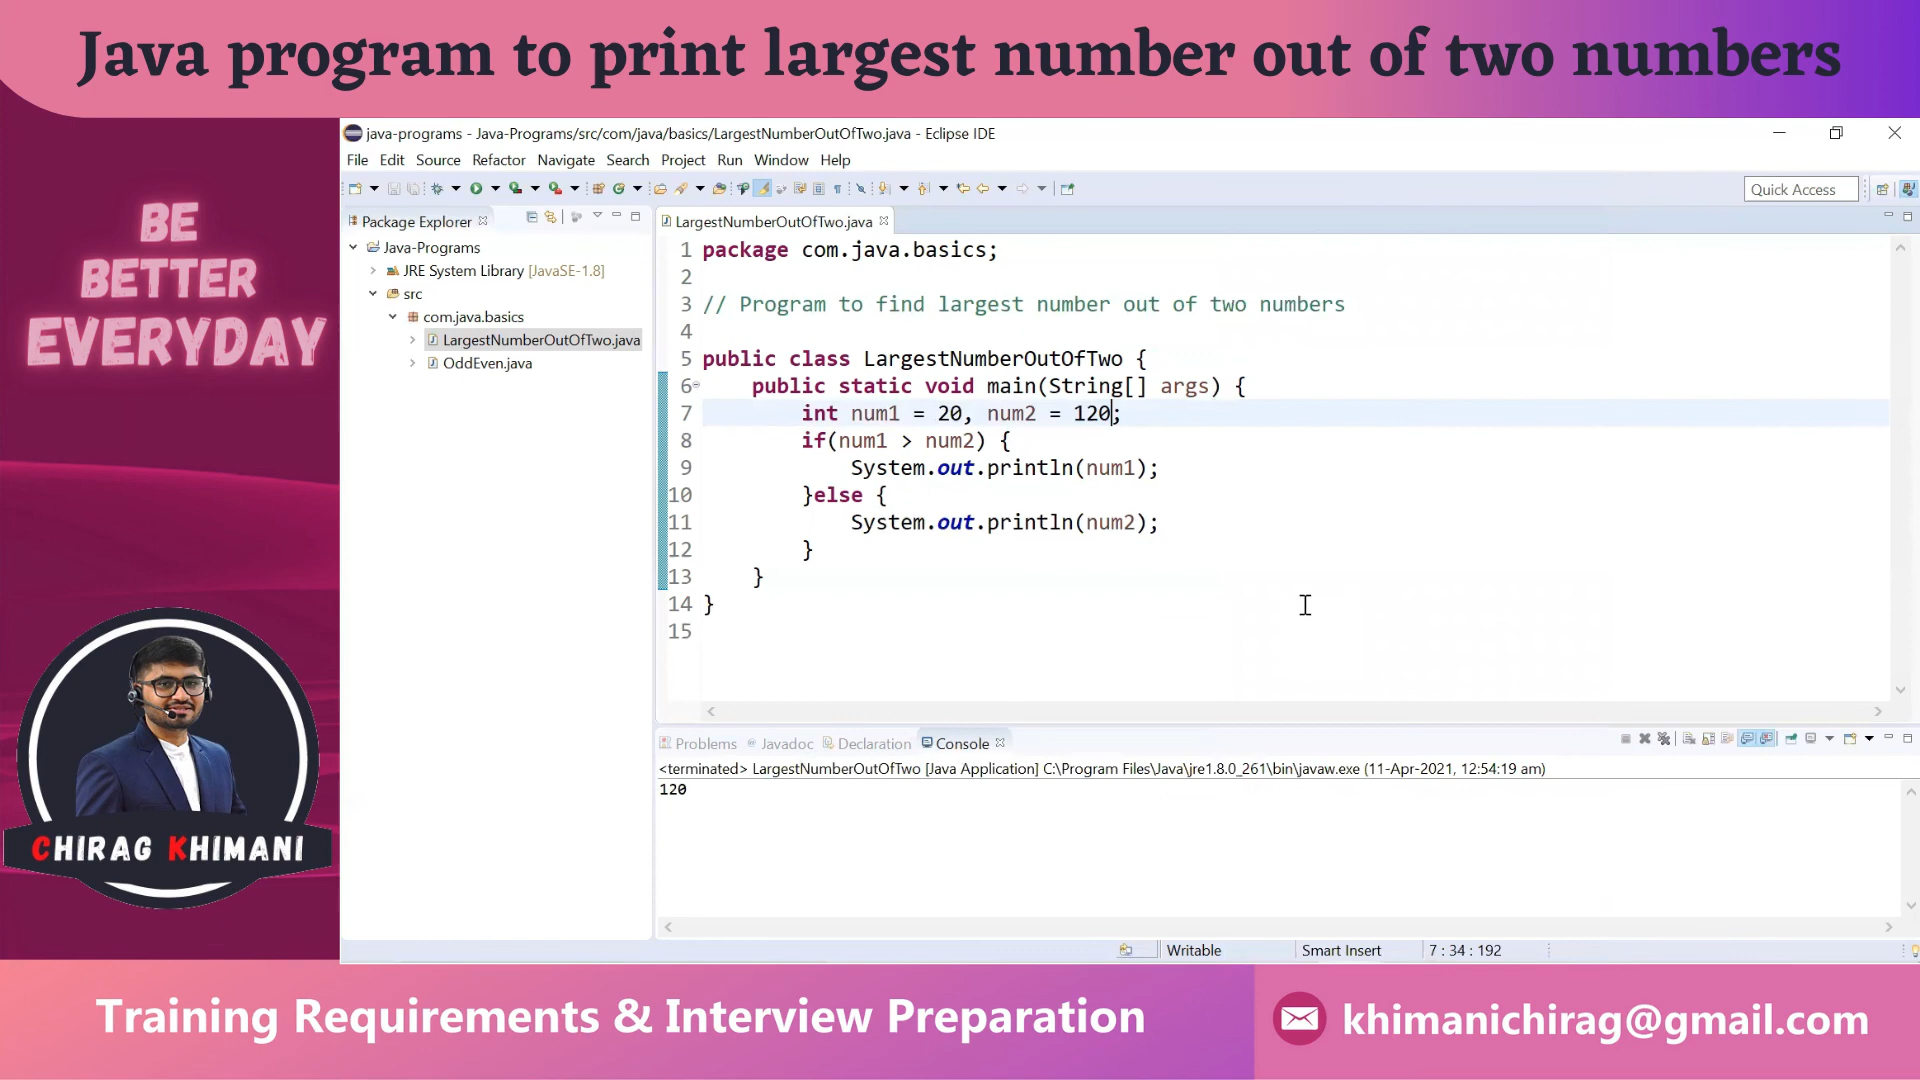 Java program to print largest number out of two numbers
BE
BETTER
EVERYDAY
CHIRAG KHIMANI
java-programs - Java-Programs/src/com/java/basics/LargestNumberOutOfTwo.java - Eclipse IDE
File Edit Source Refactor Navigate Search Project Run Window Help
Quick Access
Package Explorer
Java-Programs
JRE System Library [JavaSE-1.8]
src
com.java.basics
LargestNumberOutOfTwo.java
OddEven.java
LargestNumberOutOfTwo.java
1 package com.java.basics;
2
3 // Program to find largest number out of two numbers
4
5 public class LargestNumberOutOfTwo {
6 public static void main(String[] args) {
7 int num1 = 20, num2 = 120;
8 if(num1 > num2) {
9 System.out.println(num1);
10 }else {
11 System.out.println(num2);
12 }
13 }
14 }
15
Problems Javadoc Declaration Console
<terminated> LargestNumberOutOfTwo [Java Application] C:\Program Files\Java\jre1.8.0_261\bin\javaw.exe (11-Apr-2021, 12:54:19 am)
120
Writable Smart Insert 7 : 34 : 192
Training Requirements & Interview Preparation
khimanichirag@gmail.com